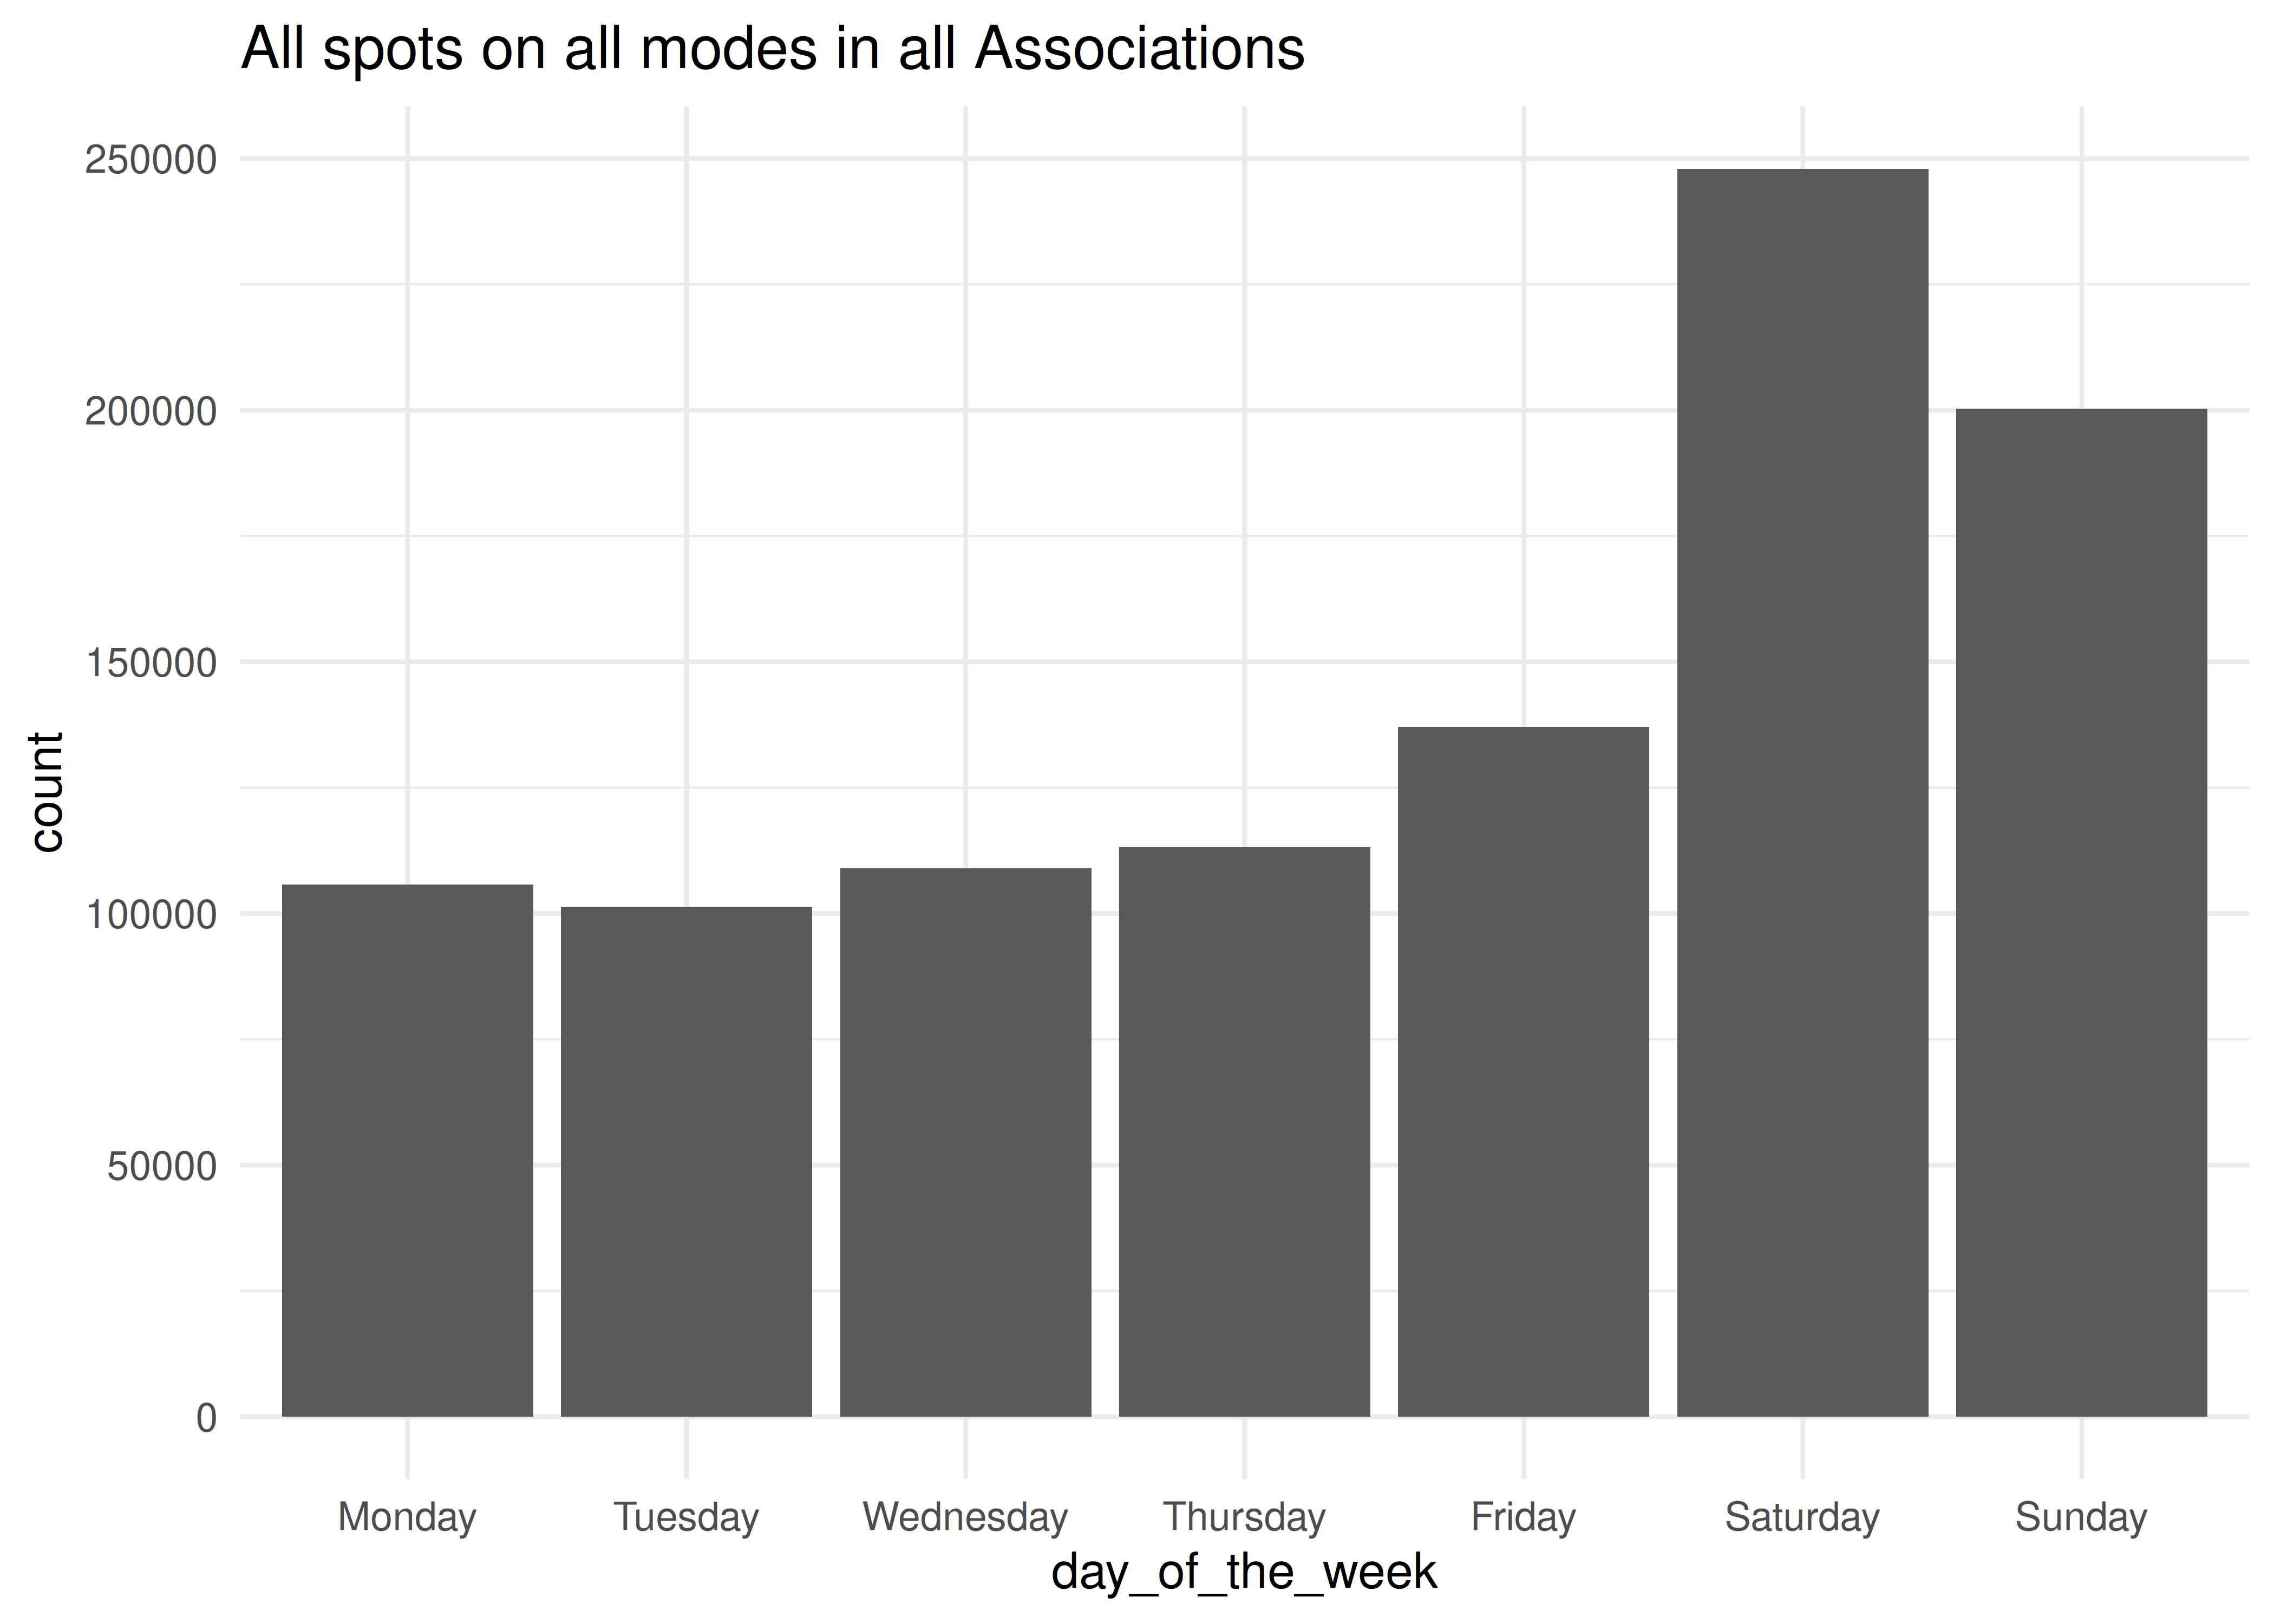 All spots on all modes in all Associations
250000
200000
150000
100000
50000
0
count
Monday Tuesday Wednesday Thursday Friday Saturday Sunday
day_of_the_week